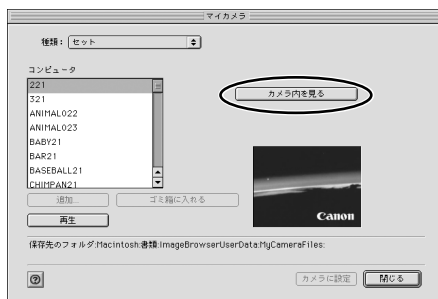 マイカメラ
種類: セット
コンピュータ
221
321
ANIMAL022
ANIMAL023
BABY21
BAR21
BASEBALL21
CHIMPAN21
カメラ内を見る
追加...
ゴミ箱に入れる
再生
Canon
保存先のフォルダ:Macintosh:書類:ImageBrowserUserData:MyCameraFiles:
?
カメラに設定
閉じる